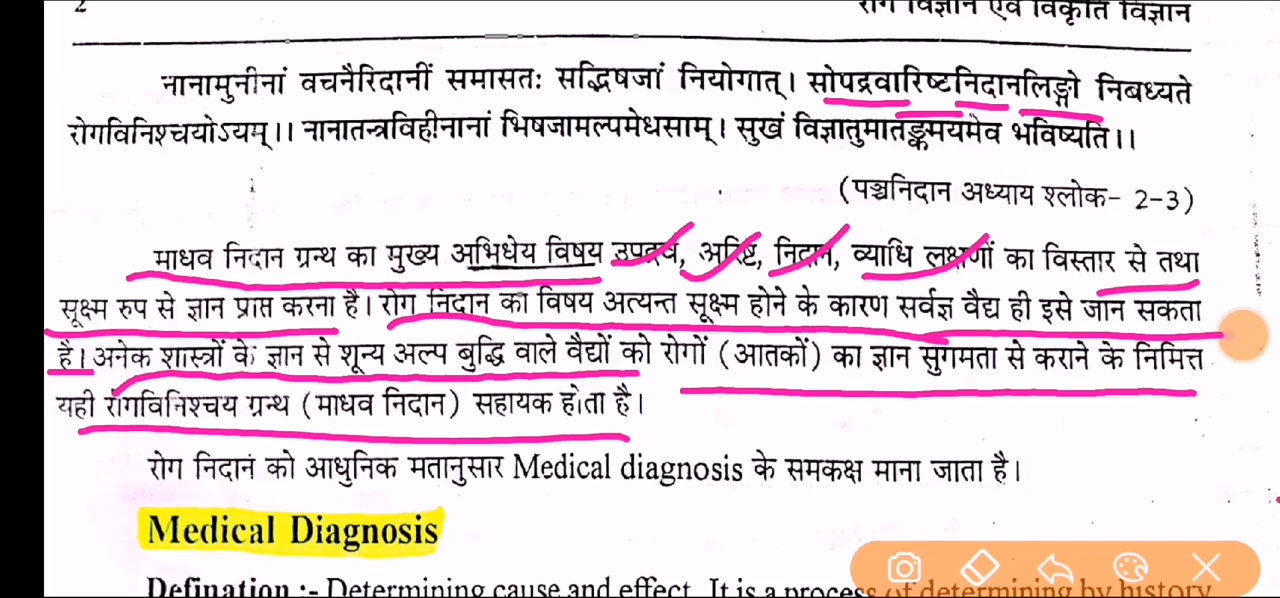 2
रोग विज्ञान एवं विकृति विज्ञान
नानामुनीनां वचनैरिदानीं समासतः सद्भिषजां नियोगात्। सोपद्रवारिष्टनिदानलिङ्गो निबध्यते
रोगविनिश्चयोऽयम्।। नानातन्त्रविहीनानां भिषजामल्पमेधसाम्। सुखं विज्ञातुमातङ्कमयमेव भविष्यति।।
(पञ्चनिदान अध्याय श्लोक- 2-3)
माधव निदान ग्रन्थ का मुख्य अभिधेय विषय उपद्रव, अरिष्ट, निदान, व्याधि लक्षणों का विस्तार से तथा
सूक्ष्म रुप से ज्ञान प्राप्त करना है। रोग निदान का विषय अत्यन्त सूक्ष्म होने के कारण सर्वज्ञ वैद्य ही इसे जान सकता
है। अनेक शास्त्रों के ज्ञान से शून्य अल्प बुद्धि वाले वैद्यों को रोगों (आतकों) का ज्ञान सुगमता से कराने के निमित्त
यही रोगविनिश्चय ग्रन्थ (माधव निदान) सहायक होता है।
रोग निदानं को आधुनिक मतानुसार Medical diagnosis के समकक्ष माना जाता है।
Medical Diagnosis
Defination :- Determining cause and effect. It is a process of determining by history